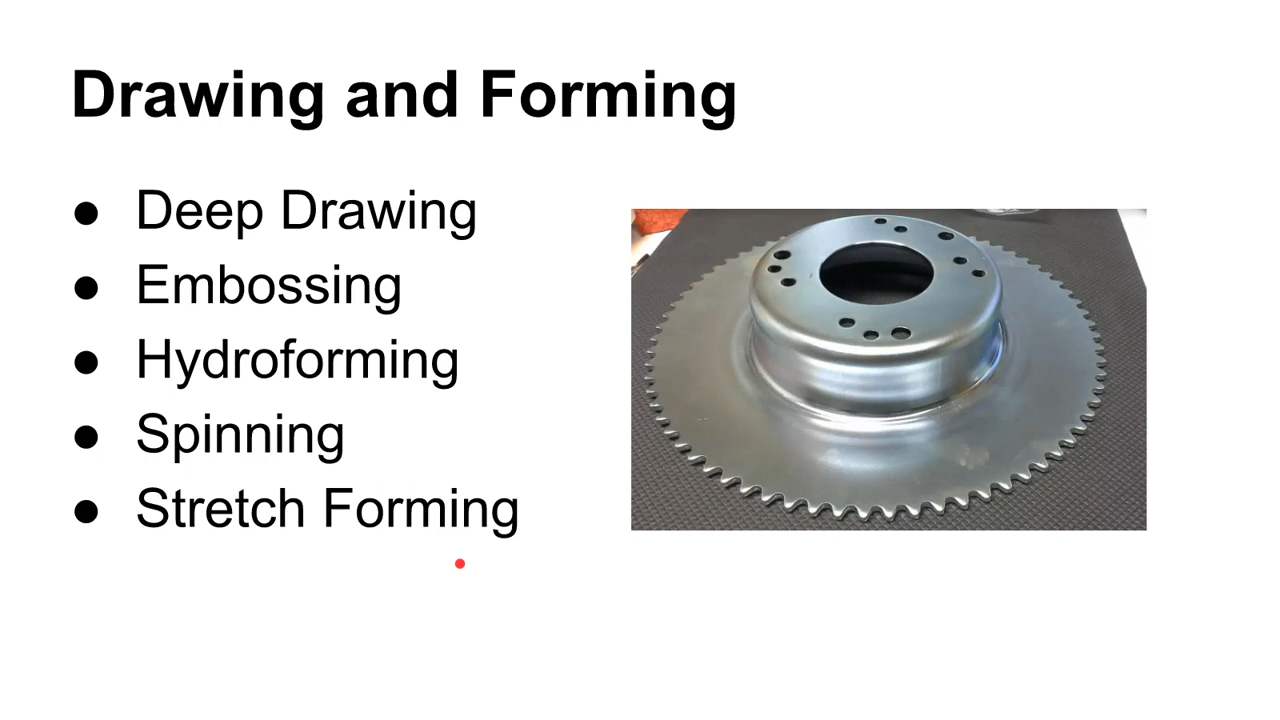 Drawing and Forming
● Deep Drawing
● Embossing
● Hydroforming
● Spinning
● Stretch Forming